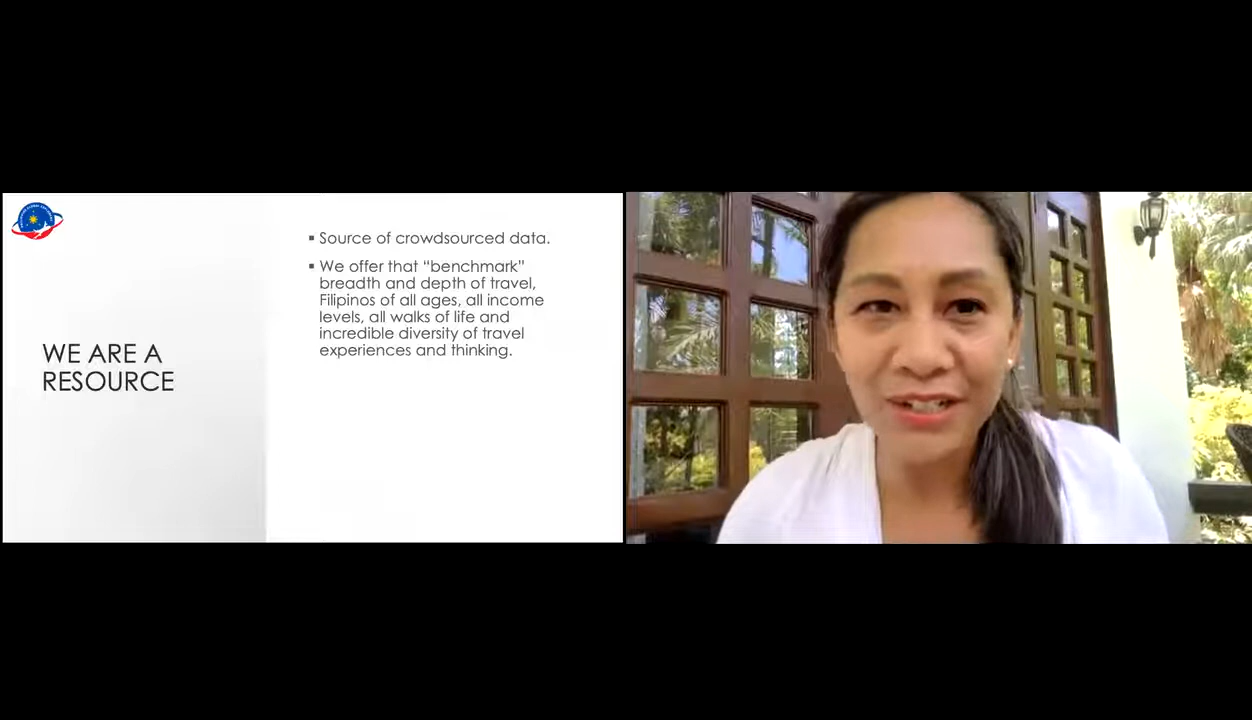 WE ARE A
RESOURCE
▪ Source of crowdsourced data.
▪ We offer that “benchmark”
breadth and depth of travel,
Filipinos of all ages, all income
levels, all walks of life and
incredible diversity of travel
experiences and thinking.